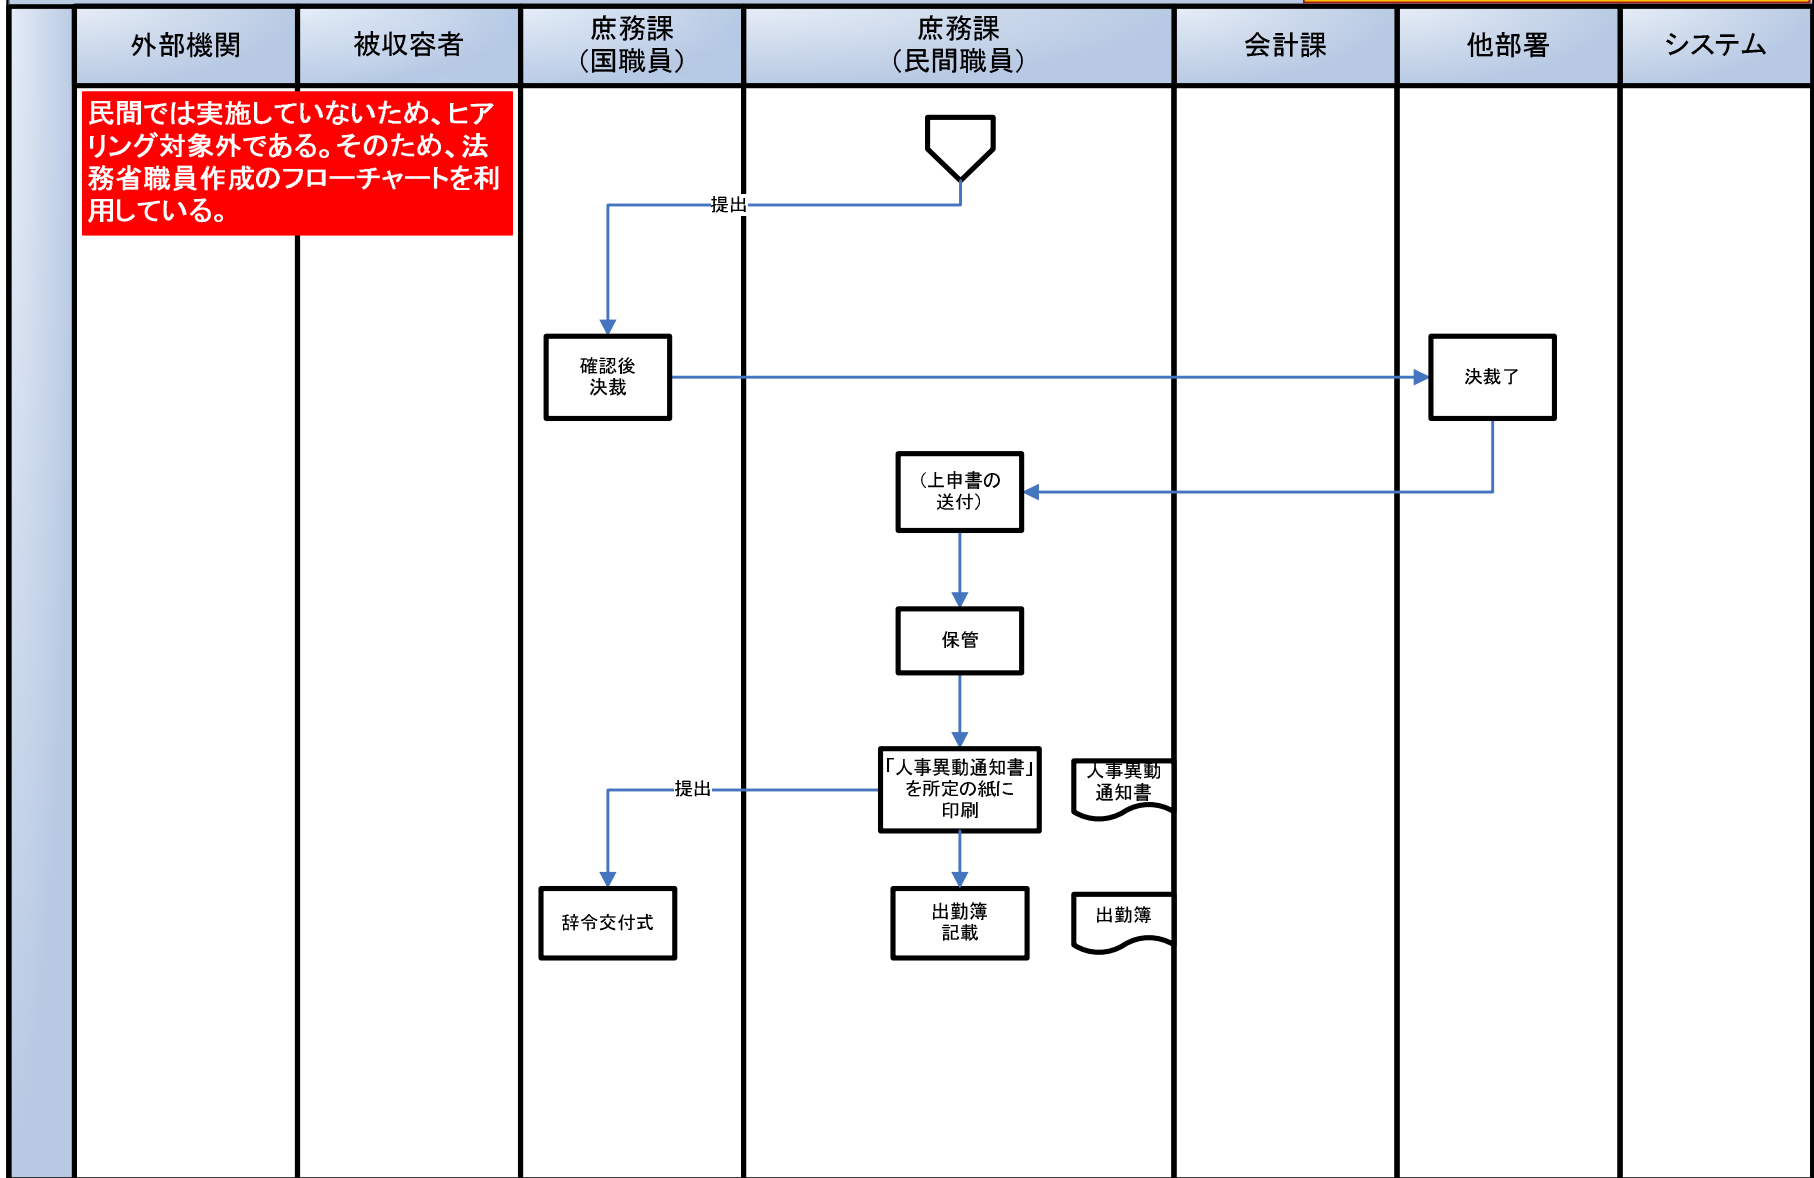 外部機関
被収容者
庶務課
（国職員）
庶務課
（民間職員）
会計課
他部署
システム
民間では実施していないため、ヒア
リング対象外である。そのため、法
務省職員作成のフローチャートを利
用している。
提出
確認後
決裁
決裁了
（上申書の
送付）
保管
「人事異動通知書」
を所定の紙に
印刷
人事異動
通知書
提出
辞令交付式
出勤簿
記載
出勤簿